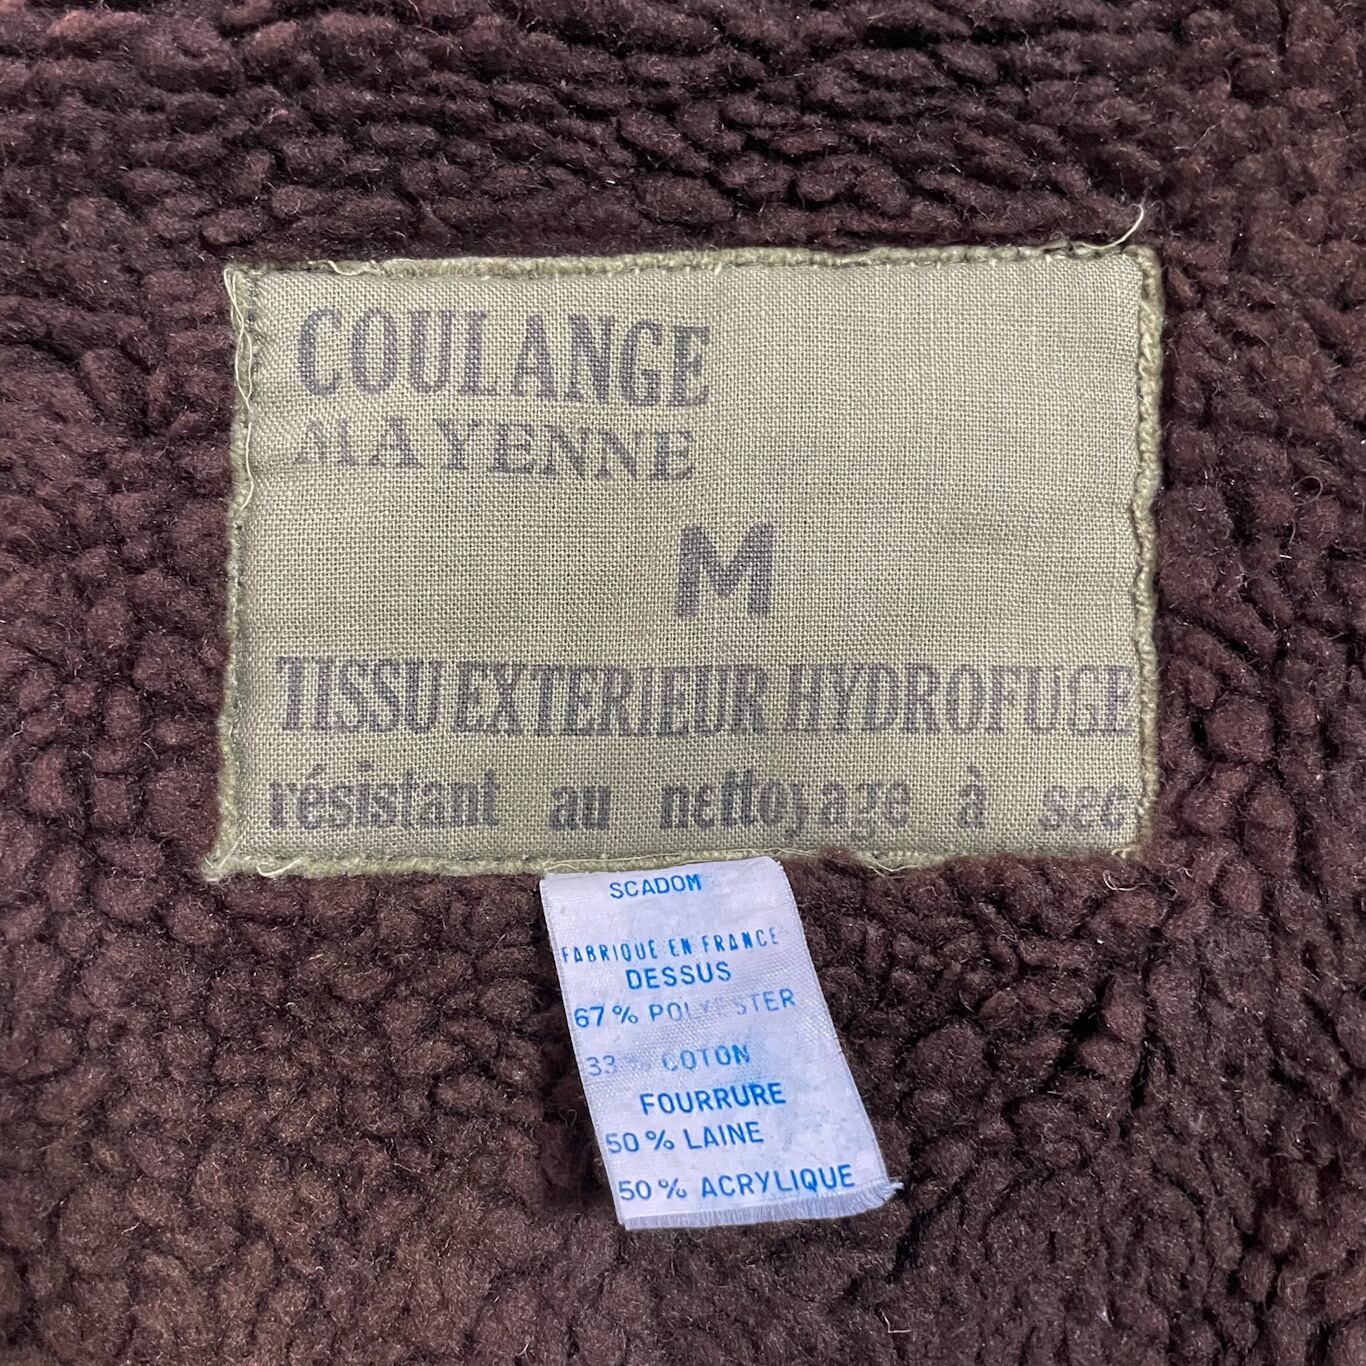 COULANGE
MAYENNE
M
TISSU EXTERIEUR HYDROFUGE
résistant au nettoyage à sec
SCADOM
FABRIQUE EN FRANCE
DESSUS
67% POLYESTER
33% COTON
FOURRURE
50% LAINE
50% ACRYLIQUE